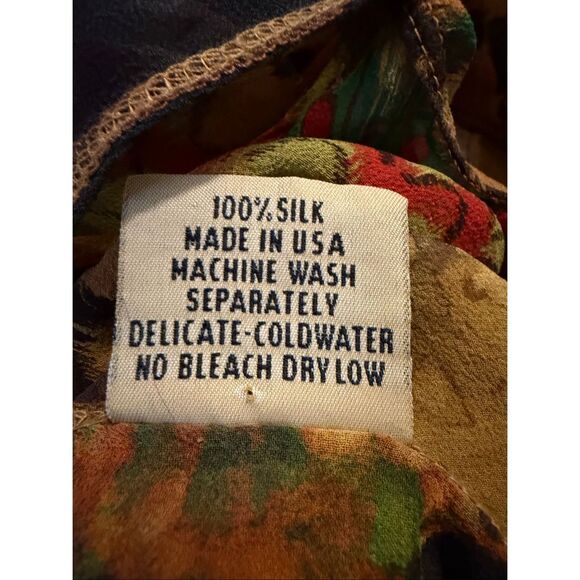 100% SILK
MADE IN USA
MACHINE WASH
SEPARATELY
DELICATE-COLDWATER
NO BLEACH DRY LOW